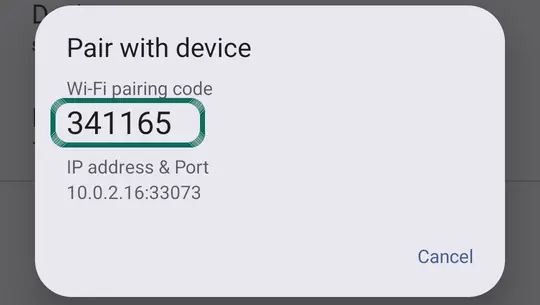 Pair with device
Wi-Fi pairing code
341165
IP address & Port
10.0.2.16:33073
Cancel